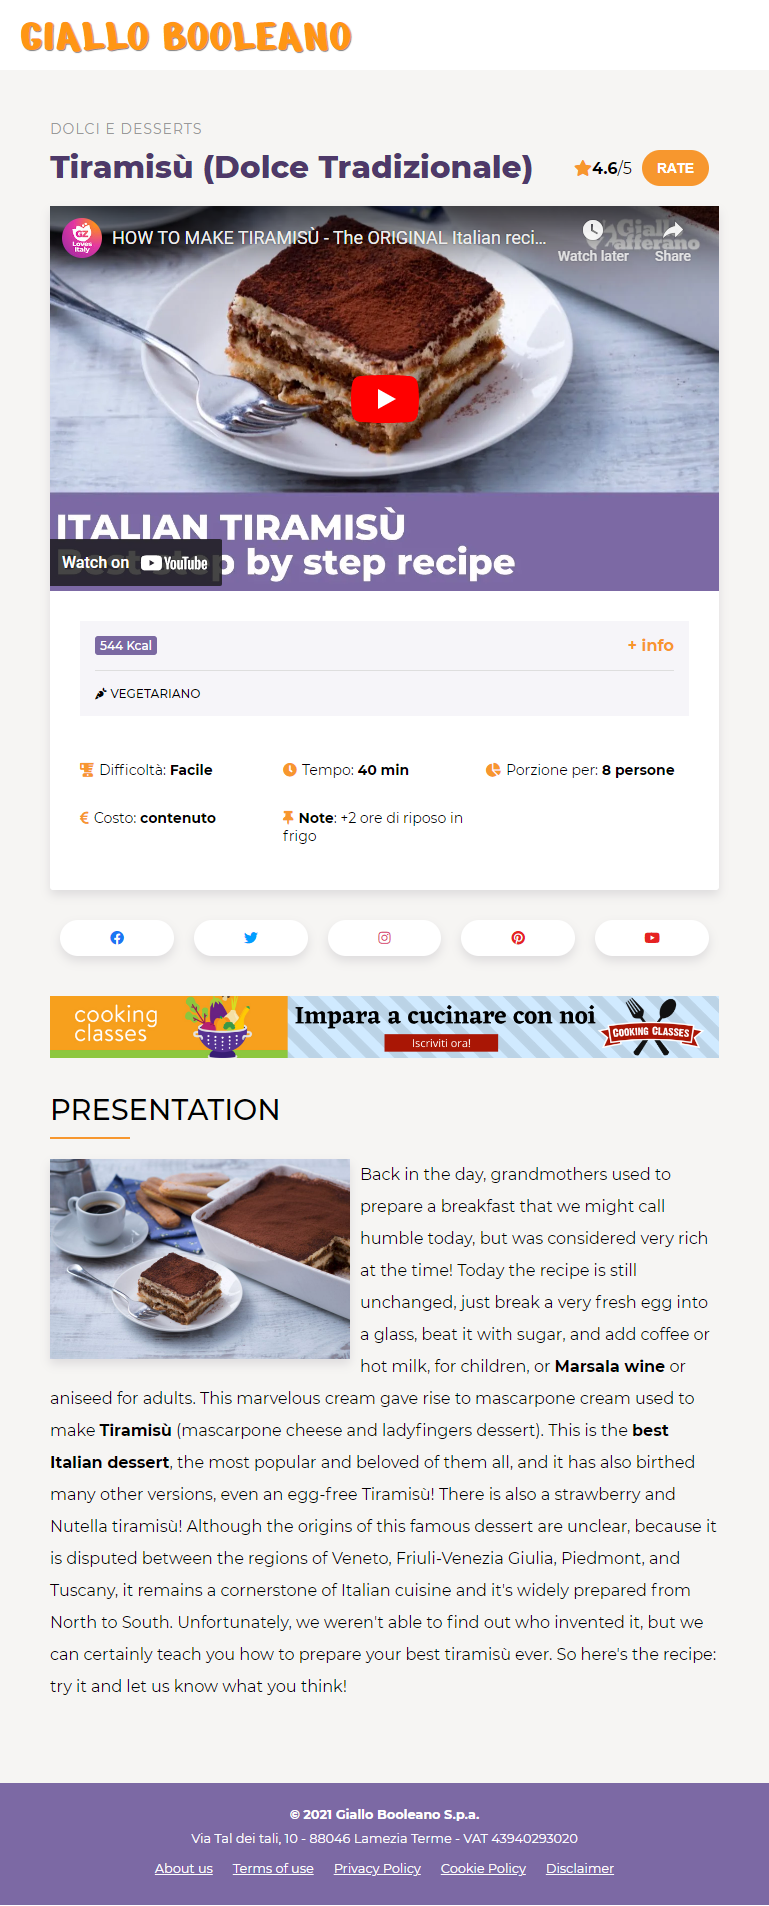 GIALLO BOOLEANO
DOLCI E DESSERTS
Tiramisù (Dolce Tradizionale)
4.6/5
RATE
CZ
Loves
Italy
HOW TO MAKE TIRAMISÙ - The ORIGINAL Italian reci...
Watch later
Share
Giallo
Zafferano
ITALIAN TIRAMISÙ
Best step by step recipe
Watch on YouTube
544 Kcal
+ info
VEGETARIANO
Difficoltà: Facile
Tempo: 40 min
Porzione per: 8 persone
Costo: contenuto
Note: +2 ore di riposo in
frigo
cooking
classes
Impara a cucinare con noi
Iscriviti ora!
COOKING CLASSES
PRESENTATION
Back in the day, grandmothers used to
prepare a breakfast that we might call
humble today, but was considered very rich
at the time! Today the recipe is still
unchanged, just break a very fresh egg into
a glass, beat it with sugar, and add coffee or
hot milk, for children, or Marsala wine or
aniseed for adults. This marvelous cream gave rise to mascarpone cream used to
make Tiramisù (mascarpone cheese and ladyfingers dessert). This is the best
Italian dessert, the most popular and beloved of them all, and it has also birthed
many other versions, even an egg-free Tiramisù! There is also a strawberry and
Nutella tiramisù! Although the origins of this famous dessert are unclear, because it
is disputed between the regions of Veneto, Friuli-Venezia Giulia, Piedmont, and
Tuscany, it remains a cornerstone of Italian cuisine and it's widely prepared from
North to South. Unfortunately, we weren't able to find out who invented it, but we
can certainly teach you how to prepare your best tiramisù ever. So here's the recipe:
try it and let us know what you think!
© 2021 Giallo Booleano S.p.a.
Via Tal dei tali, 10 - 88046 Lamezia Terme - VAT 43940293020
About us Terms of use Privacy Policy Cookie Policy Disclaimer